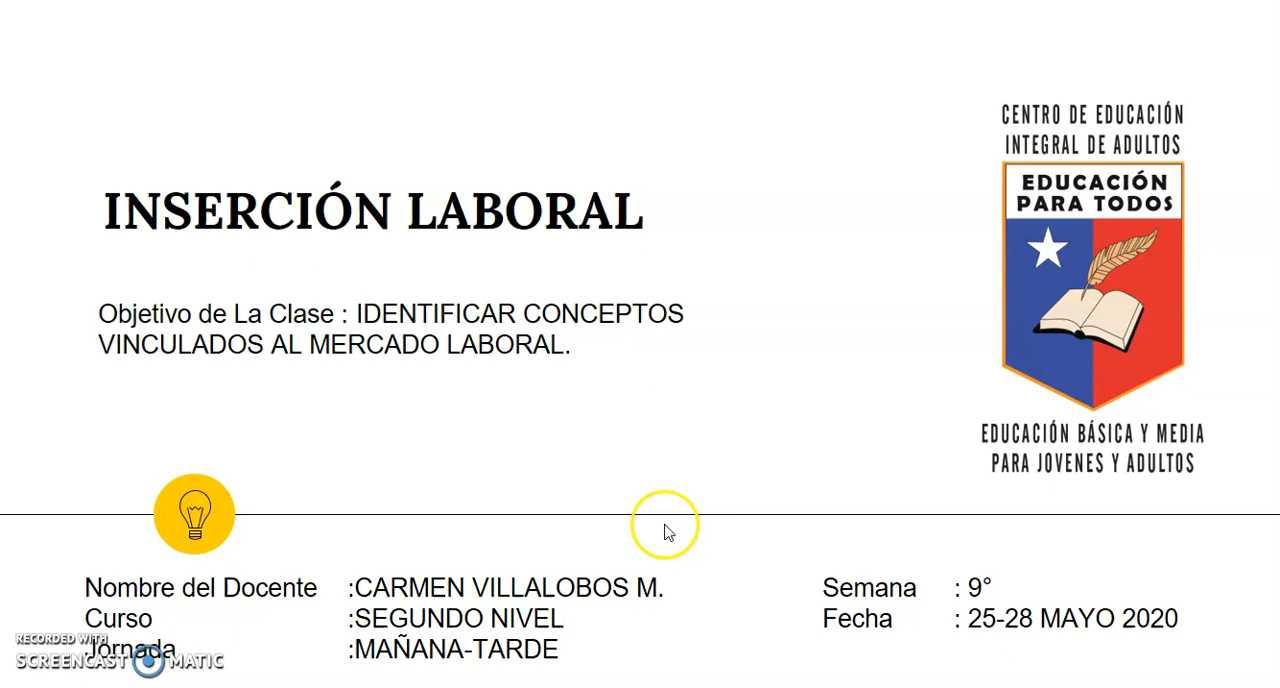 CENTRO DE EDUCACIÓN
INTEGRAL DE ADULTOS
EDUCACIÓN
PARA TODOS
INSERCIÓN LABORAL
Objetivo de La Clase : IDENTIFICAR CONCEPTOS
VINCULADOS AL MERCADO LABORAL.
EDUCACIÓN BÁSICA Y MEDIA
PARA JOVENES Y ADULTOS
Nombre del Docente :CARMEN VILLALOBOS M.
Curso :SEGUNDO NIVEL
Jornada :MAÑANA-TARDE
Semana : 9°
Fecha : 25-28 MAYO 2020
RECORDED WITH
SCREENCAST MATIC